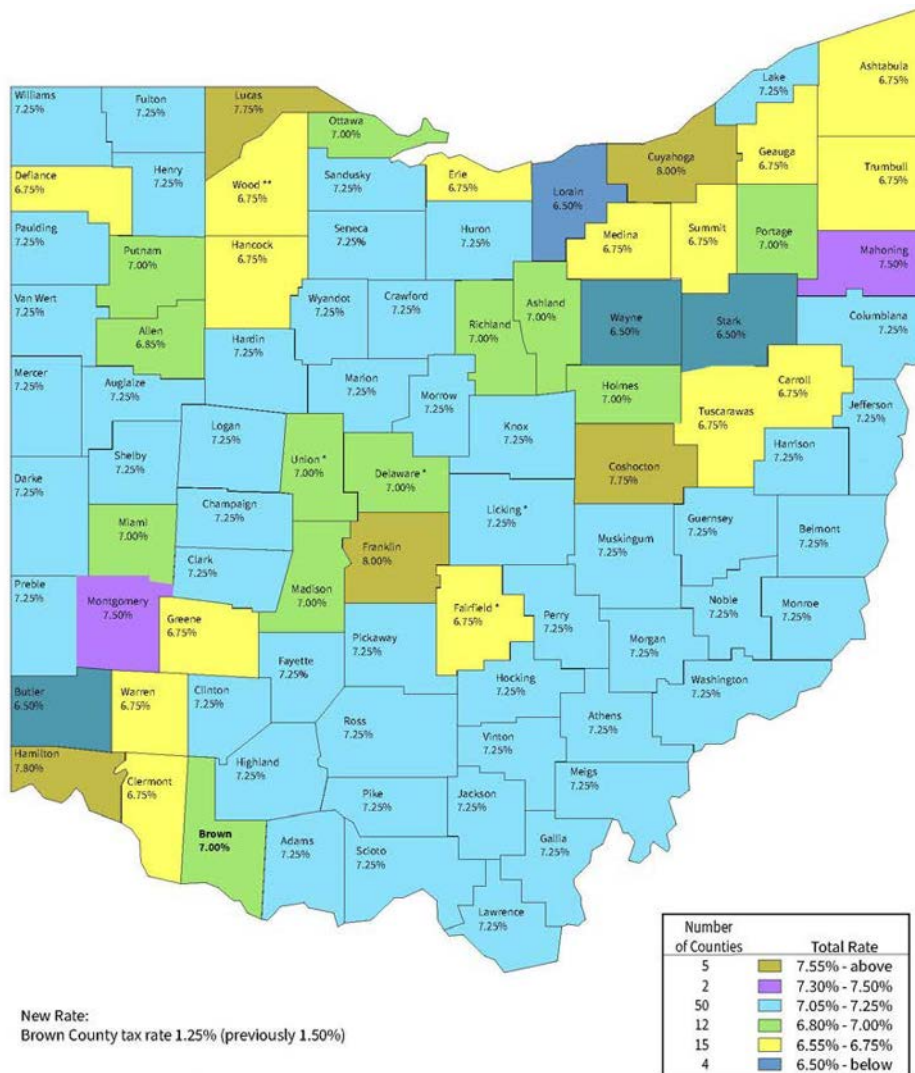 Ashtabula
6.75%
Lake
7.25%
Williams
7.25%
Fulton
7.25%
Lucas
7.75%
Ottawa
7.00%
Cuyahoga
8.00%
Geauga
6.75%
Trumbull
6.75%
Defiance
6.75%
Henry
7.25%
Wood **
6.75%
Sandusky
7.25%
Erie
6.75%
Lorain
6.50%
Paulding
7.25%
Seneca
7.25%
Huron
7.25%
Medina
6.75%
Summit
6.75%
Portage
7.00%
Mahoning
7.50%
Putnam
7.00%
Hancock
6.75%
Van Wert
7.25%
Wyandot
7.25%
Crawford
7.25%
Ashland
7.00%
Richland
7.00%
Wayne
6.50%
Stark
6.50%
Columbiana
7.25%
Allen
6.85%
Hardin
7.25%
Mercer
7.25%
Auglaize
7.25%
Marion
7.25%
Morrow
7.25%
Holmes
7.00%
Carroll
6.75%
Tuscarawas
6.75%
Jefferson
7.25%
Logan
7.25%
Knox
7.25%
Shelby
7.25%
Union *
7.00%
Delaware *
7.00%
Coshocton
7.75%
Harrison
7.25%
Darke
7.25%
Champaign
7.25%
Licking *
7.25%
Guernsey
7.25%
Belmont
7.25%
Miami
7.00%
Clark
7.25%
Franklin
8.00%
Muskingum
7.25%
Preble
7.25%
Montgomery
7.50%
Madison
7.00%
Greene
6.75%
Fairfield *
6.75%
Perry
7.25%
Noble
7.25%
Monroe
7.25%
Pickaway
7.25%
Morgan
7.25%
Fayette
7.25%
Hocking
7.25%
Washington
7.25%
Butler
6.50%
Warren
6.75%
Clinton
7.25%
Ross
7.25%
Athens
7.25%
Vinton
7.25%
Hamilton
7.80%
Clermont
6.75%
Highland
7.25%
Meigs
7.25%
Pike
7.25%
Jackson
7.25%
Brown
7.00%
Adams
7.25%
Scioto
7.25%
Gallia
7.25%
Lawrence
7.25%
Number
of Counties Total Rate
5 7.55% - above
2 7.30% - 7.50%
50 7.05% - 7.25%
12 6.80% - 7.00%
15 6.55% - 6.75%
4 6.50% - below
New Rate:
Brown County tax rate 1.25% (previously 1.50%)